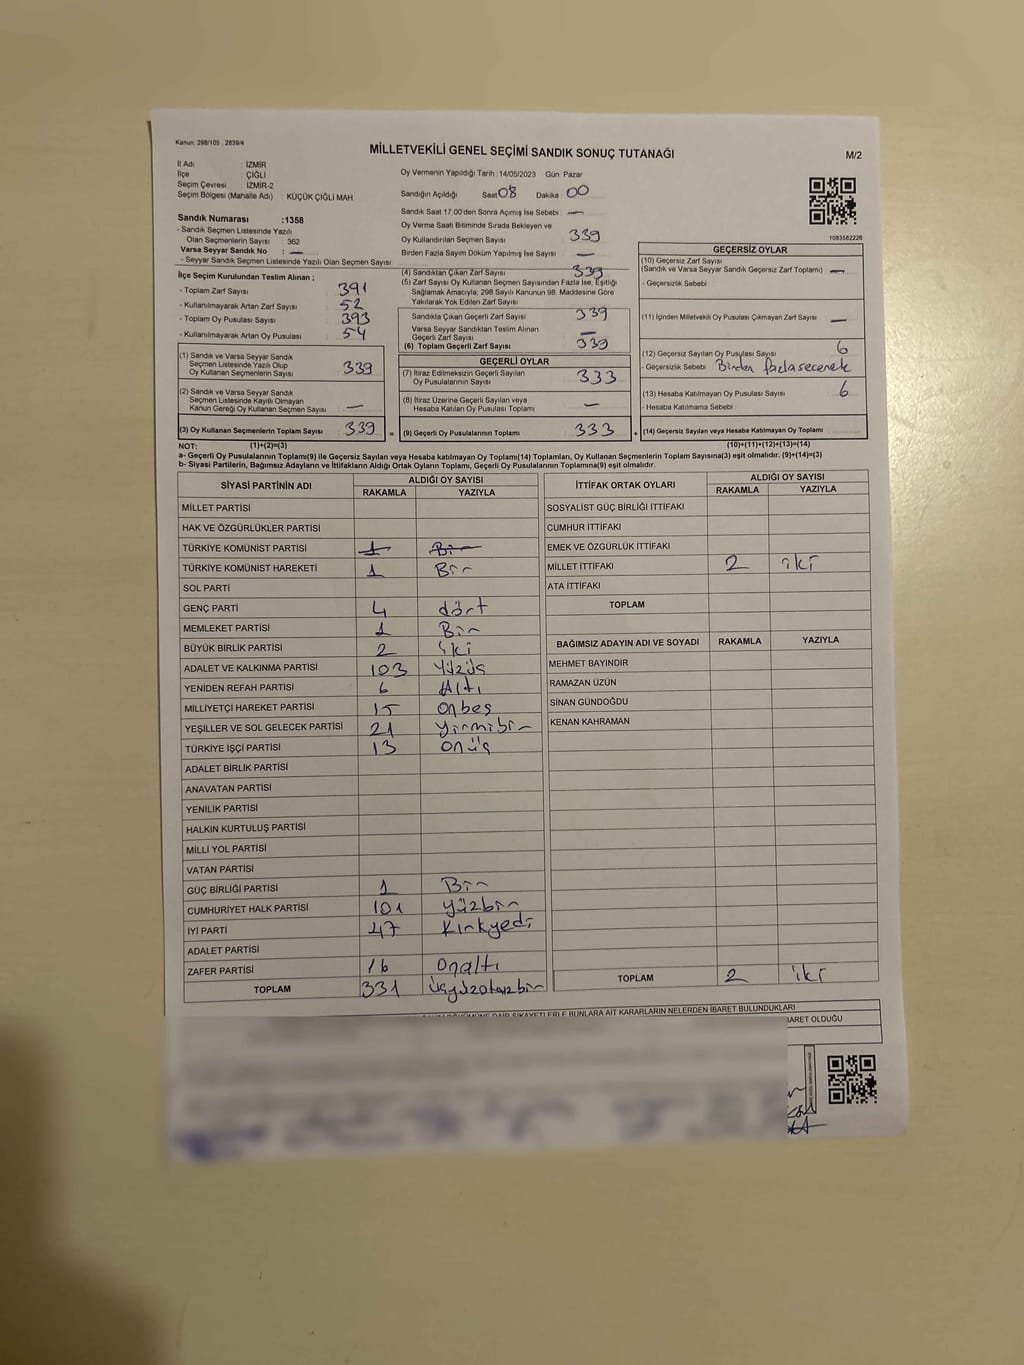 Kanun: 298/105 , 2839/4
MİLLETVEKİLİ GENEL SEÇİMİ SANDIK SONUÇ TUTANAĞI
M/2
İl Adı : İZMİR
İlçe : ÇİĞLİ
Seçim Çevresi : İZMİR-2
Seçim Bölgesi (Mahalle Adı) : KÜÇÜK ÇİĞLİ MAH.
Sandık Numarası :1358
- Sandık Seçmen Listesinde Yazılı
Olan Seçmenlerin Sayısı : 362
Varsa Seyyar Sandık No : —
- Seyyar Sandık Seçmen Listesinde Yazılı Olan Seçmen Sayısı
Oy Vermenin Yapıldığı Tarih :14/05/2023 Gün Pazar
Sandığın Açıldığı Saat 08 Dakika 00
Sandık Saat 17.00'den Sonra Açımış İse Sebebi : —
Oy Verme Saati Bitiminde Sırada Bekleyen ve
Oy Kullandırılan Seçmen Sayısı 339
Birden Fazla Sayım Döküm Yapılmış İse Sayısı —
1083582226
İlçe Seçim Kurulundan Teslim Alınan ;
- Toplam Zarf Sayısı 391
- Kullanılmayarak Artan Zarf Sayısı 52
- Toplam Oy Pusulası Sayısı 393
- Kullanılmayarak Artan Oy Pusulası 54
(1) Sandık ve Varsa Seyyar Sandık
Seçmen Listesinde Yazılı Olup
Oy Kullanan Seçmenlerin Sayısı 339
(2) Sandık ve Varsa Seyyar Sandık
Seçmen Listesinde Kayıtlı Olmayan
Kanun Gereği Oy Kullanan Seçmen Sayısı —
(3) Oy Kullanan Seçmenlerin Toplam Sayısı 339 =
(4) Sandıktan Çıkan Zarf Sayısı 339
(5) Zarf Sayısı Oy Kullanan Seçmen Sayısından Fazla İse, Eşitliği
Sağlamak Amacıyla; 298 Sayılı Kanunun 98. Maddesine Göre
Yakılarak Yok Edilen Zarf Sayısı
Sandıkta Çıkan Geçerli Zarf Sayısı 339
Varsa Seyyar Sandıktan Teslim Alınan
Geçerli Zarf Sayısı —
(6) Toplam Geçerli Zarf Sayısı 339
GEÇERLİ OYLAR
(7) İtiraz Edilmeksizin Geçerli Sayılan
Oy Pusulalarının Sayısı 333
(8) İtiraz Üzerine Geçerli Sayılan veya
Hesaba Katılan Oy Pusulası Toplamı —
(9) Geçerli Oy Pusulalarının Toplamı 333 +
GEÇERSİZ OYLAR
(10) Geçersiz Zarf Sayısı
(Sandık ve Varsa Seyyar Sandık Geçersiz Zarf Toplamı) —
- Geçersizlik Sebebi :
(11) İçinden Milletvekili Oy Pusulası Çıkmayan Zarf Sayısı —
(12) Geçersiz Sayılan Oy Pusulası Sayısı 6
- Geçersizlik Sebebi Birden fazla secenek
(13) Hesaba Katılmayan Oy Pusulası Sayısı 6
- Hesaba Katılmama Sebebi
(14) Geçersiz Sayılan veya Hesaba Katılmayan Oy Toplamı
NOT: (1)+(2)=(3) (10)+(11)+(12)+(13)=(14)
a- Geçerli Oy Pusulalarının Toplamı(9) ile Geçersiz Sayılan veya Hesaba katılmayan Oy Toplamı(14) Toplamları, Oy Kullanan Seçmenlerin Toplam Sayısına(3) eşit olmalıdır. (9)+(14)=(3)
b- Siyasi Partilerin, Bağımsız Adayların ve İttifakların Aldığı Ortak Oyların Toplamı, Geçerli Oy Pusulalarının Toplamına(9) eşit olmalıdır.
SİYASİ PARTİNİN ADI ALDIĞI OY SAYISI
RAKAMLA YAZIYLA
MİLLET PARTİSİ
HAK VE ÖZGÜRLÜKLER PARTİSİ
TÜRKİYE KOMÜNİST PARTİSİ 1 Bir
TÜRKİYE KOMÜNİST HAREKETİ 1 Bir
SOL PARTİ
GENÇ PARTİ 4 dört
MEMLEKET PARTİSİ 1 Bir
BÜYÜK BİRLİK PARTİSİ 2 iki
ADALET VE KALKINMA PARTİSİ 103 Yüzüç
YENİDEN REFAH PARTİSİ 6 Altı
MİLLİYETÇİ HAREKET PARTİSİ 15 Onbeş
YEŞİLLER VE SOL GELECEK PARTİSİ 21 yirmibir
TÜRKİYE İŞÇİ PARTİSİ 13 onüç
ADALET BİRLİK PARTİSİ
ANAVATAN PARTİSİ
YENİLİK PARTİSİ
HALKIN KURTULUŞ PARTİSİ
MİLLİ YOL PARTİSİ
VATAN PARTİSİ
GÜÇ BİRLİĞİ PARTİSİ 1 Bir
CUMHURİYET HALK PARTİSİ 101 yüzbir
İYİ PARTİ 47 Kırkyedi
ADALET PARTİSİ
ZAFER PARTİSİ 16 Onaltı
TOPLAM 331 üçyüzotuzbir
İTTİFAK ORTAK OYLARI ALDIĞI OY SAYISI
RAKAMLA YAZIYLA
SOSYALİST GÜÇ BİRLİĞİ İTTİFAKI
CUMHUR İTTİFAKI
EMEK VE ÖZGÜRLÜK İTTİFAKI
MİLLET İTTİFAKI 2 iki
ATA İTTİFAKI
TOPLAM
BAĞIMSIZ ADAYIN ADI VE SOYADI RAKAMLA YAZIYLA
MEHMET BAYINDIR
RAMAZAN UZUN
SİNAN GÜNDOĞDU
KENAN KAHRAMAN
TOPLAM 2 iki
ŞİKAYETLERLE BUNLARA AİT KARARLARIN NELERDEN İBARET BULUNDUKLARI
İBARET OLDUĞU